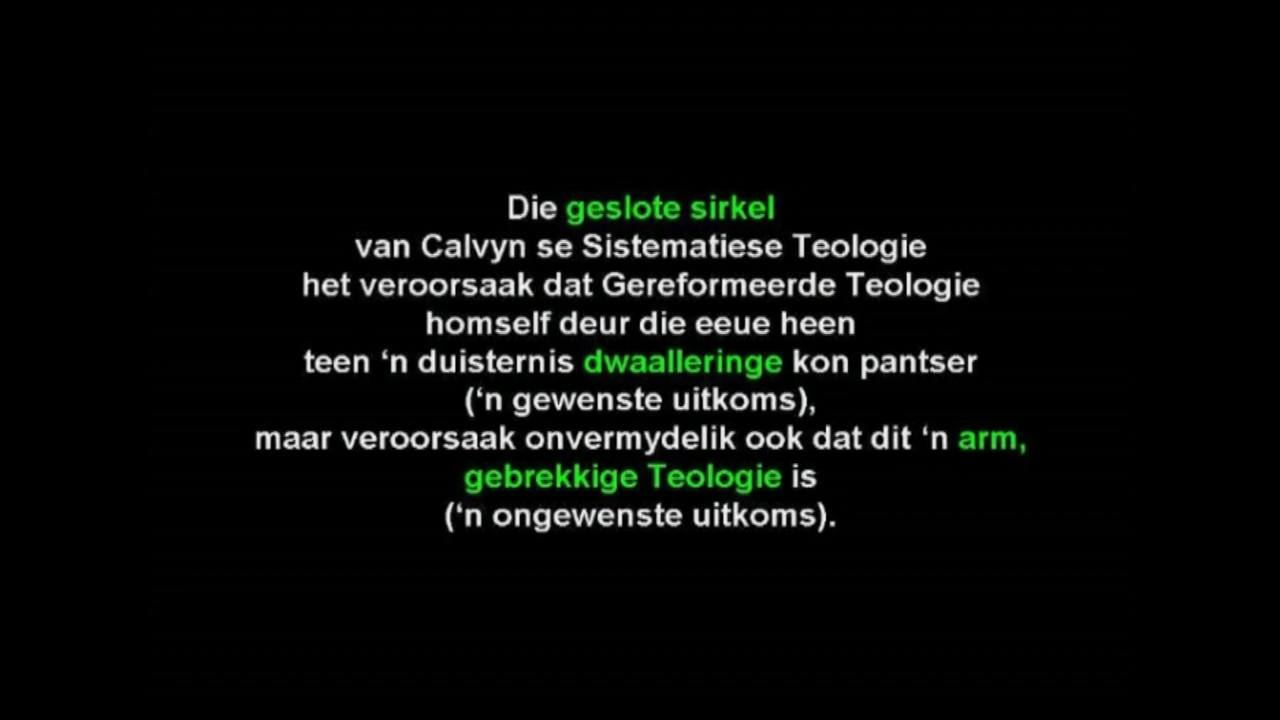 Die geslote sirkel
van Calvyn se Sistematiese Teologie
het veroorsaak dat Gereformeerde Teologie
homself deur die eeue heen
teen ‘n duisternis dwaalleringe kon pantser
(‘n gewenste uitkoms),
maar veroorsaak onvermydelik ook dat dit ‘n arm,
gebrekkige Teologie is
(‘n ongewenste uitkoms).